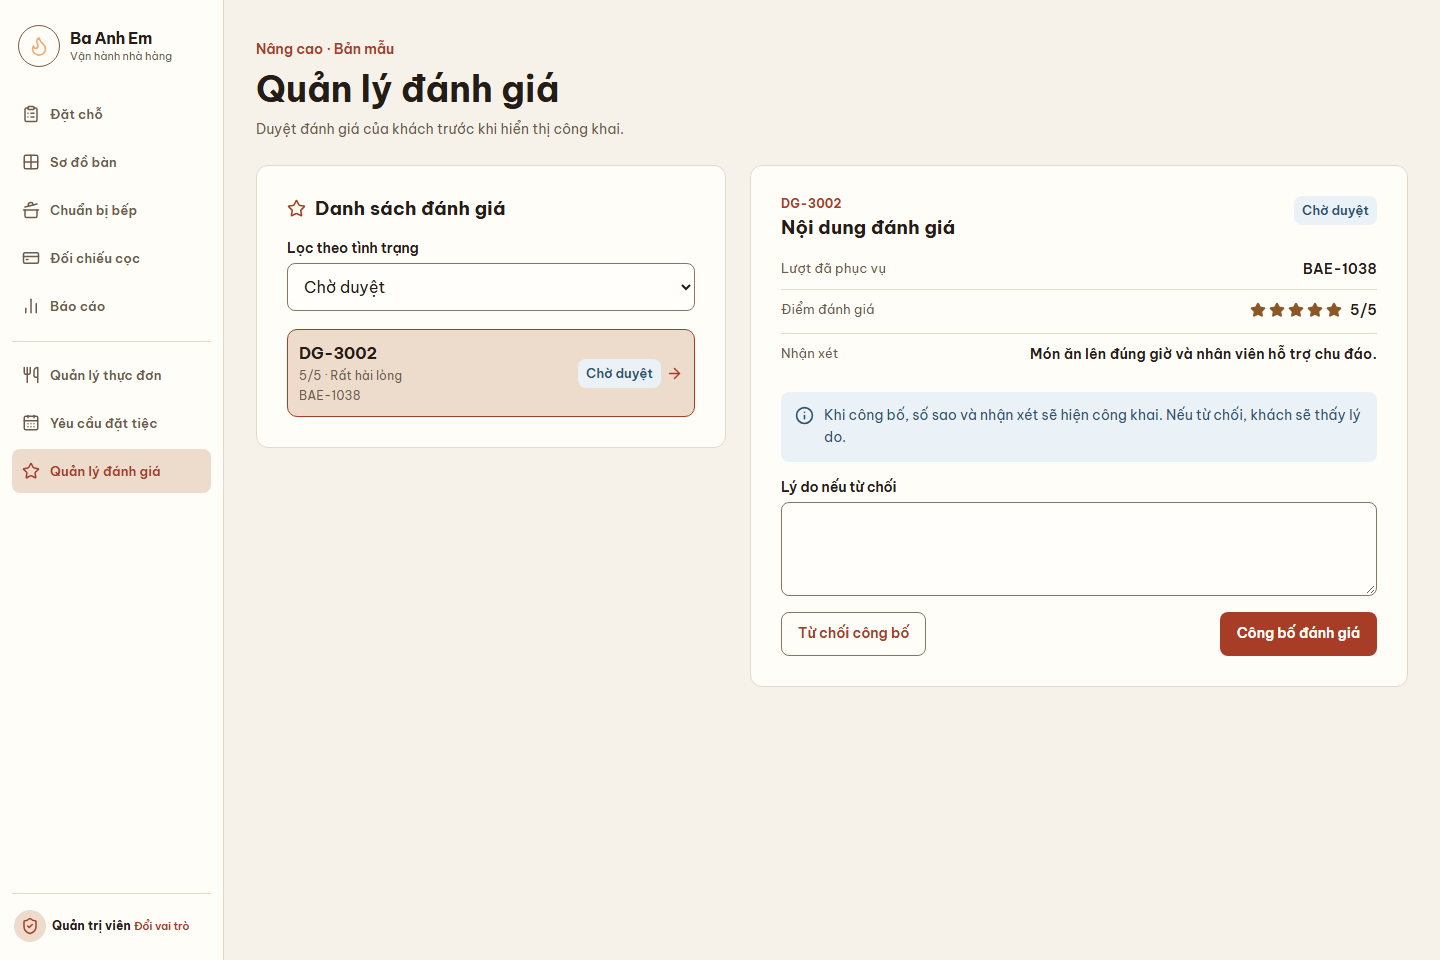 Ba Anh Em
Vận hành nhà hàng
Đặt chỗ
Sơ đồ bàn
Chuẩn bị bếp
Đối chiếu cọc
Báo cáo
Quản lý thực đơn
Yêu cầu đặt tiệc
Quản lý đánh giá
Quản trị viên Đổi vai trò
Nâng cao · Bản mẫu
Quản lý đánh giá
Duyệt đánh giá của khách trước khi hiển thị công khai.
Danh sách đánh giá
Lọc theo tình trạng
Chờ duyệt
DG-3002
5/5 · Rất hài lòng
BAE-1038
Chờ duyệt
DG-3002
Nội dung đánh giá
Chờ duyệt
Lượt đã phục vụ
BAE-1038
Điểm đánh giá
5/5
Nhận xét
Món ăn lên đúng giờ và nhân viên hỗ trợ chu đáo.
Khi công bố, số sao và nhận xét sẽ hiện công khai. Nếu từ chối, khách sẽ thấy lý
do.
Lý do nếu từ chối
Từ chối công bố
Công bố đánh giá